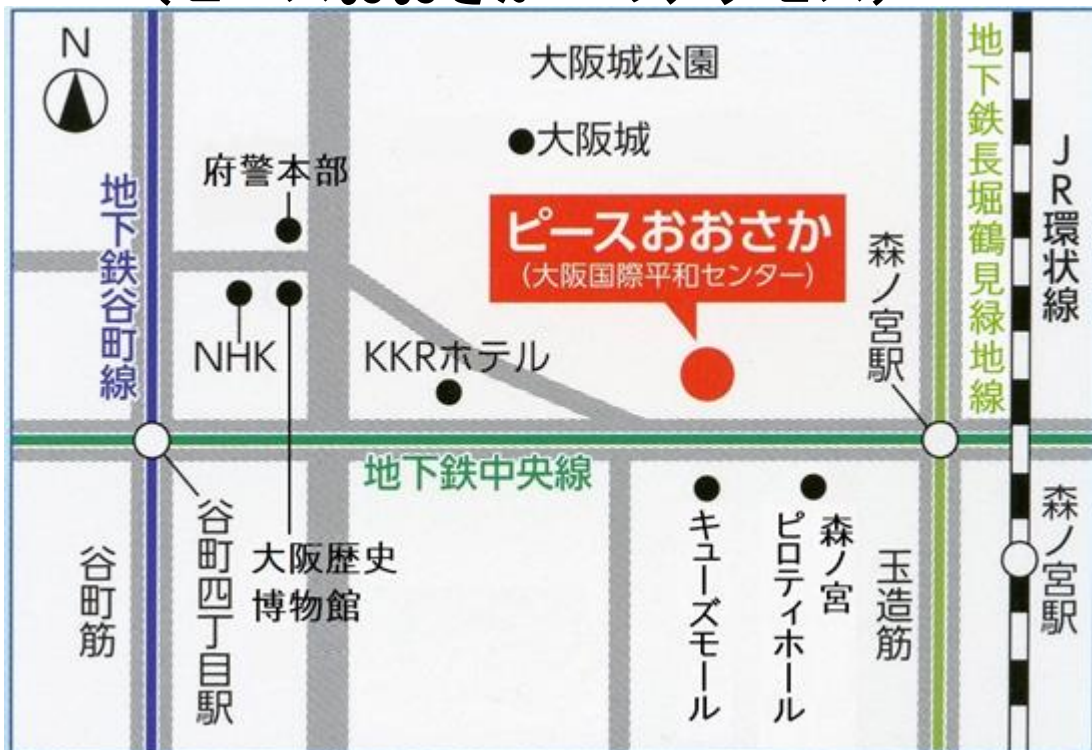 N
大阪城公園
大阪城
府警本部
ピースおおさか
(大阪国際平和センター)
地下鉄谷町線
NHK
KKRホテル
森ノ宮駅
地下鉄長堀鶴見緑地線
JR環状線
地下鉄中央線
谷町筋
谷町四丁目駅
大阪歴史
博物館
キューズモール
森ノ宮
ピロティホール
玉造筋
森ノ宮駅